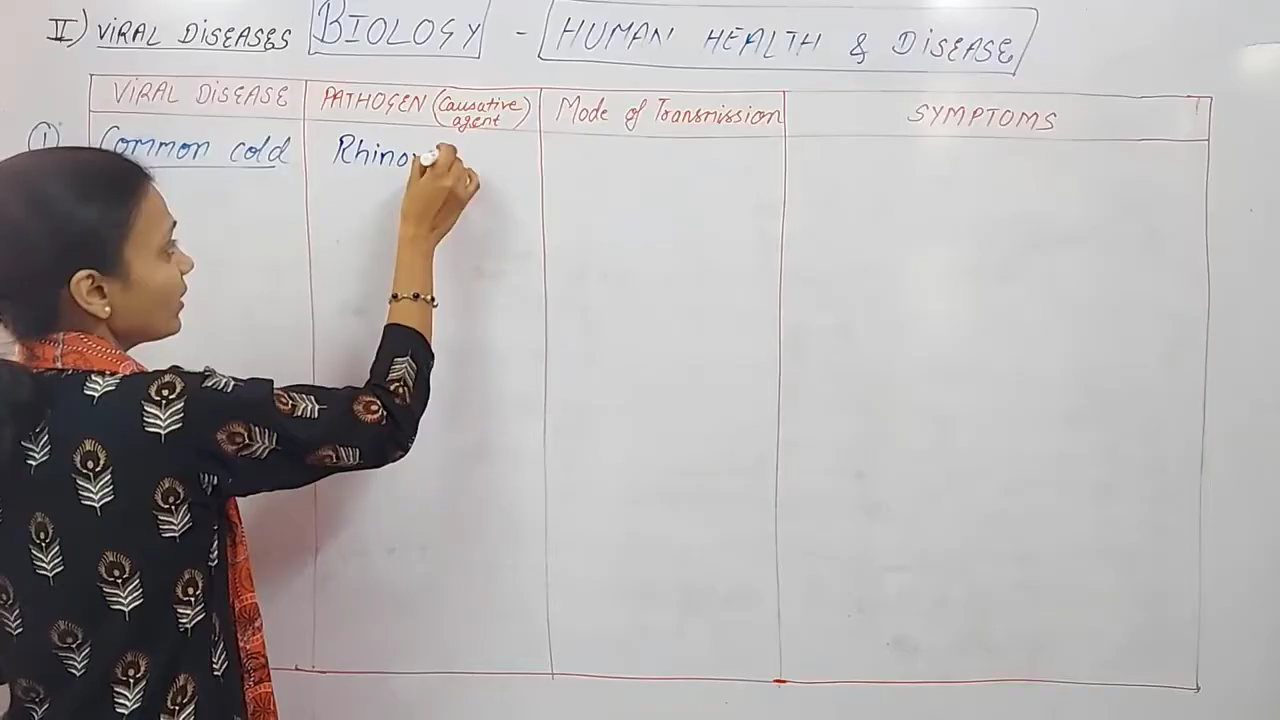 II) VIRAL DISEASES BIOLOGY - HUMAN HEALTH & DISEASE
VIRAL DISEASE PATHOGEN (Causative agent) Mode of Transmission SYMPTOMS
1) Common cold Rhino